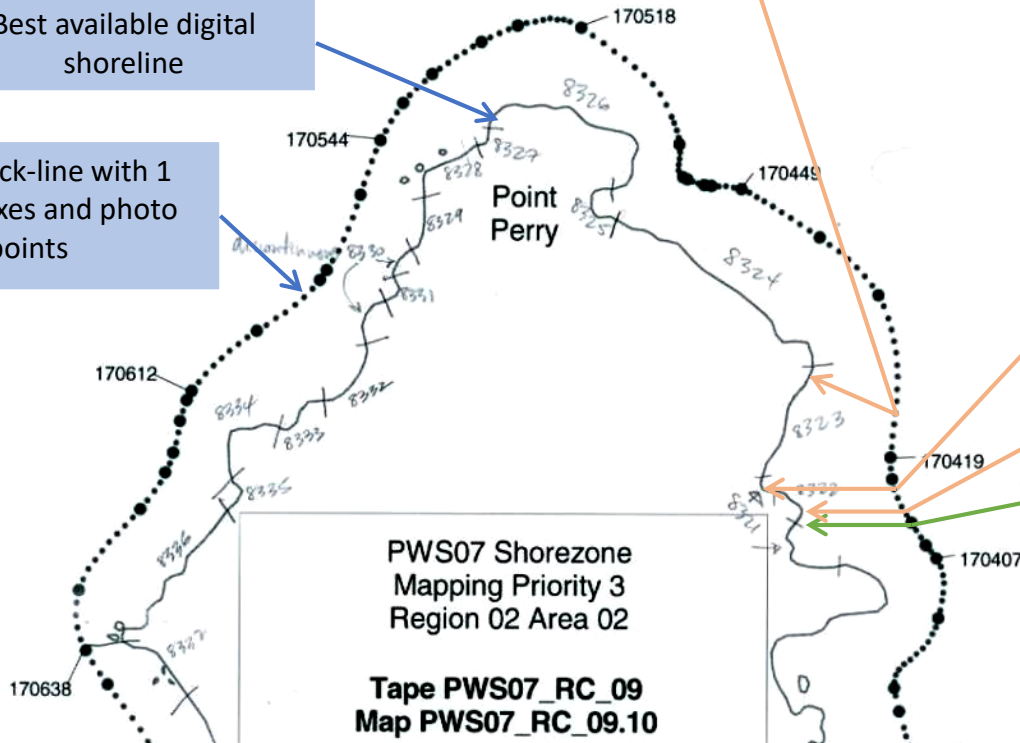 Best available digital
shoreline
170518
8326
170544
8327
8328
ck-line with 1
xes and photo
points
170449
Point
Perry
8329
8325
8330
8324
8331
170612
8332
8334
8333
8323
170419
8335
8322
8321
8336
170407
PWS07 Shorezone
Mapping Priority 3
Region 02 Area 02
170638
Tape PWS07_RC_09
Map PWS07_RC_09.10